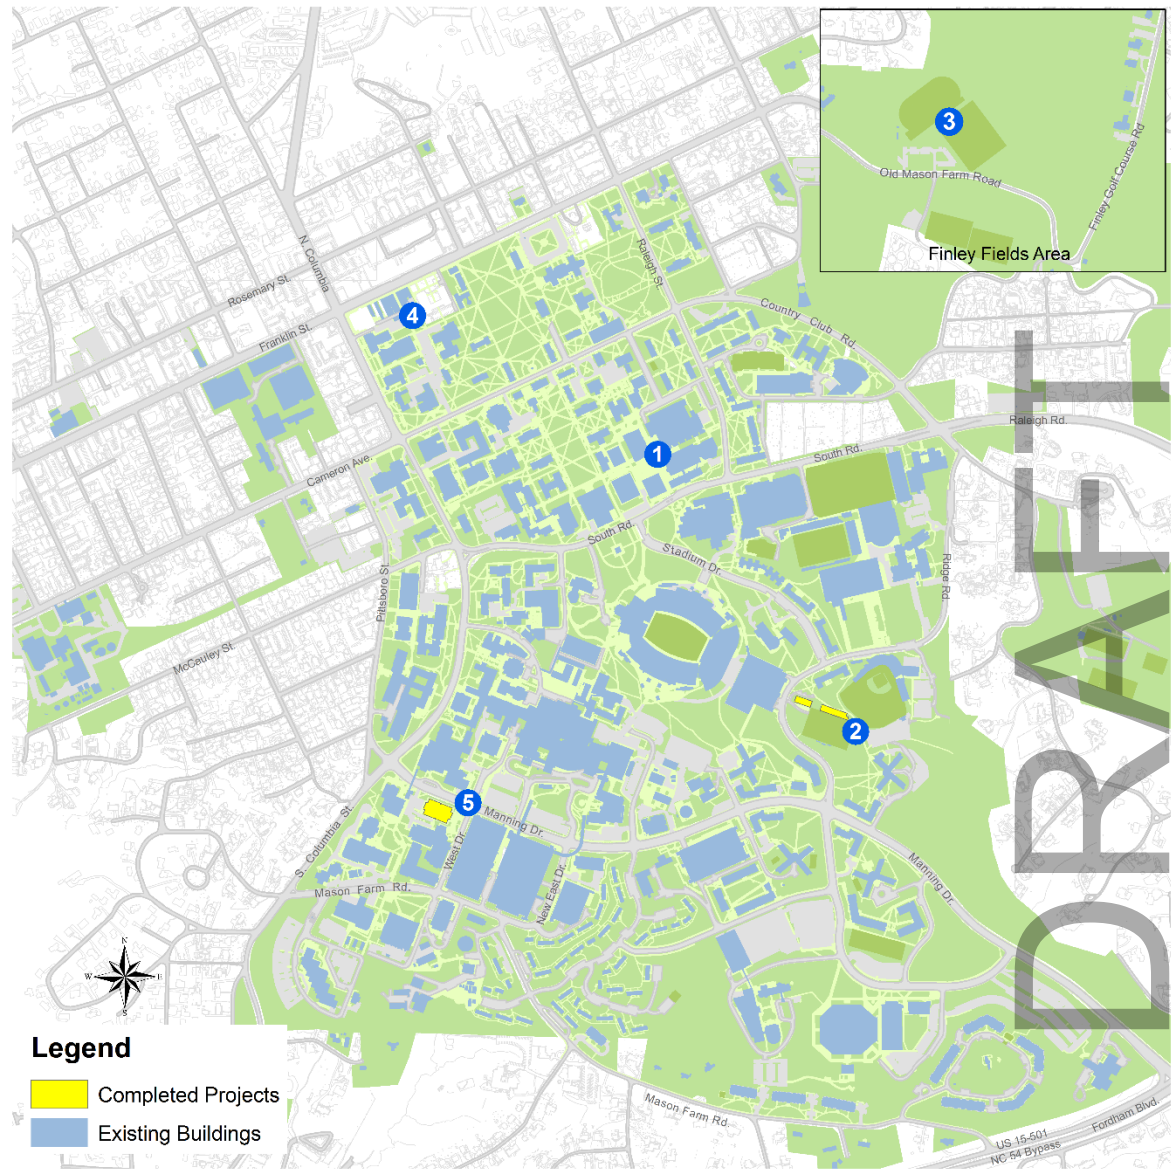 3
Old Mason Farm Road
Finley Golf Course Rd
Finley Fields Area
N. Columbia
Rosemary St.
Franklin St.
Raleigh St.
Country Club Rd.
4
Raleigh Rd.
Cameron Ave.
1
South Rd.
South Rd.
Stadium Dr.
Ridge Rd.
Pittsboro St.
McCauley St.
2
5
Manning Dr.
West Dr.
S. Columbia St.
Mason Farm Rd.
New East Dr.
Manning Dr.
DRAFT
N
W
E
S
Legend
Completed Projects
Existing Buildings
Mason Farm Rd.
US 15-501
NC 54 Bypass
Fordham Blvd.